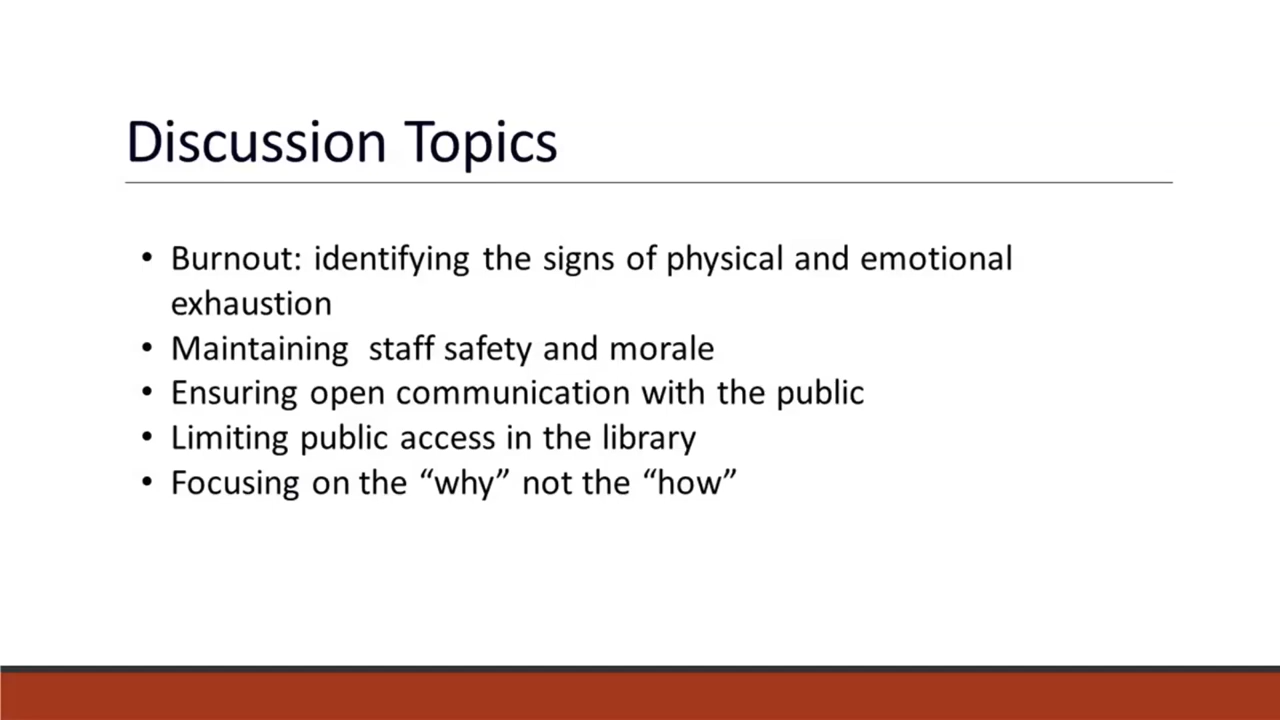 Discussion Topics
• Burnout: identifying the signs of physical and emotional
exhaustion
• Maintaining  staff safety and morale
• Ensuring open communication with the public
• Limiting public access in the library
• Focusing on the “why” not the “how”